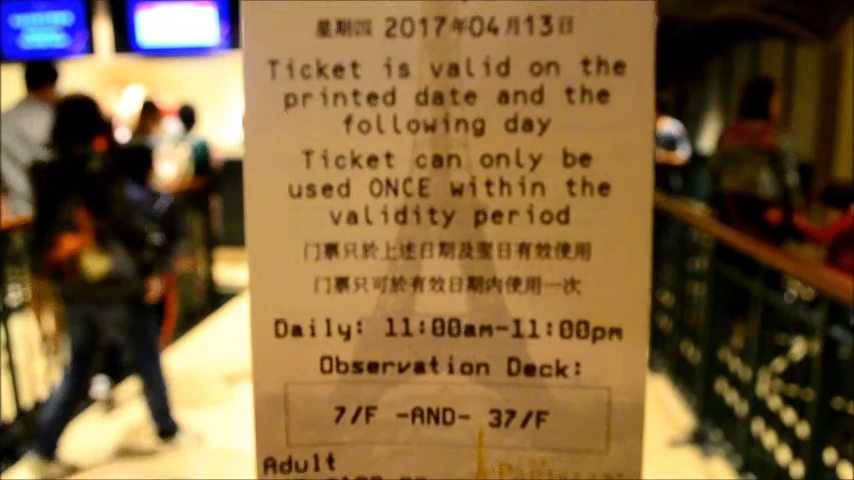 星期四 2017年04月13日
Ticket is valid on the
printed date and the
following day
Ticket can only be
used ONCE within the
validity period
门票只於上述日期及翌日有效使用
门票只可於有效日期内使用一次
Daily: 11:00am-11:00pm
Observation Deck:
7/F -AND- 37/F
Adult